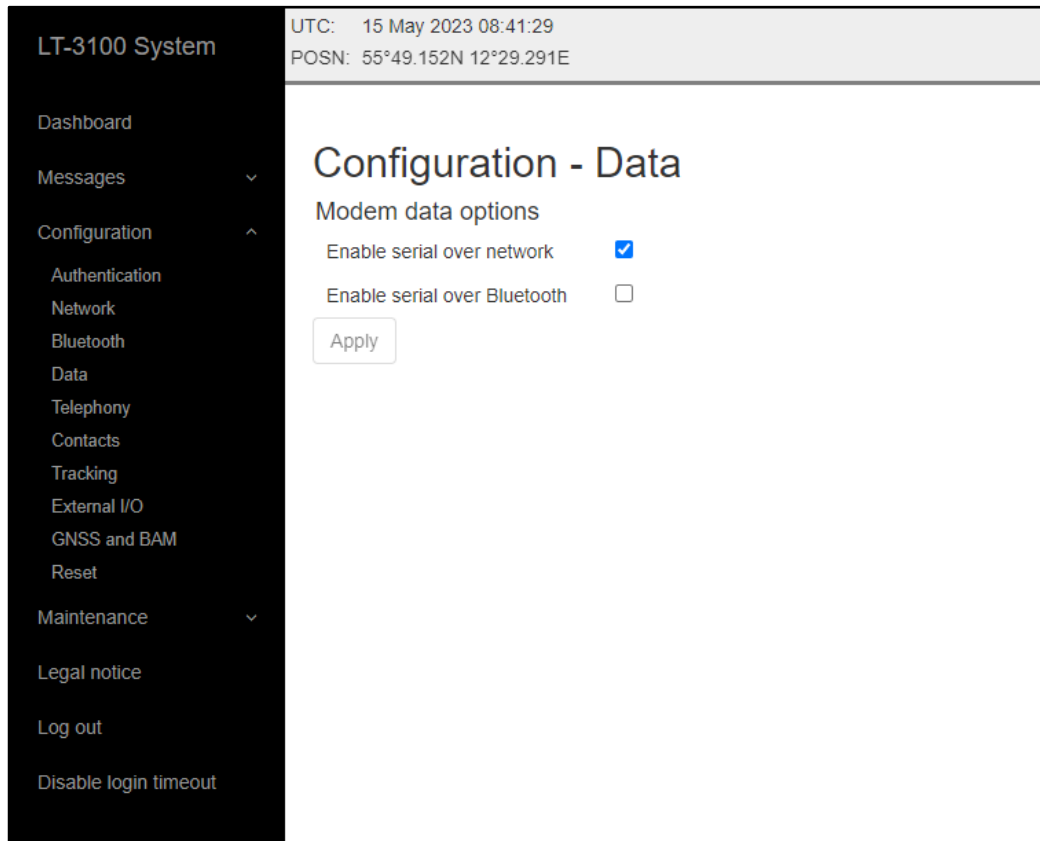 LT-3100 System
Dashboard
Messages
Configuration
Authentication
Network
Bluetooth
Data
Telephony
Contacts
Tracking
External I/O
GNSS and BAM
Reset
Maintenance
Legal notice
Log out
Disable login timeout
UTC: 15 May 2023 08:41:29
POSN: 55°49.152N 12°29.291E
Configuration - Data
Modem data options
Enable serial over network
Enable serial over Bluetooth
Apply